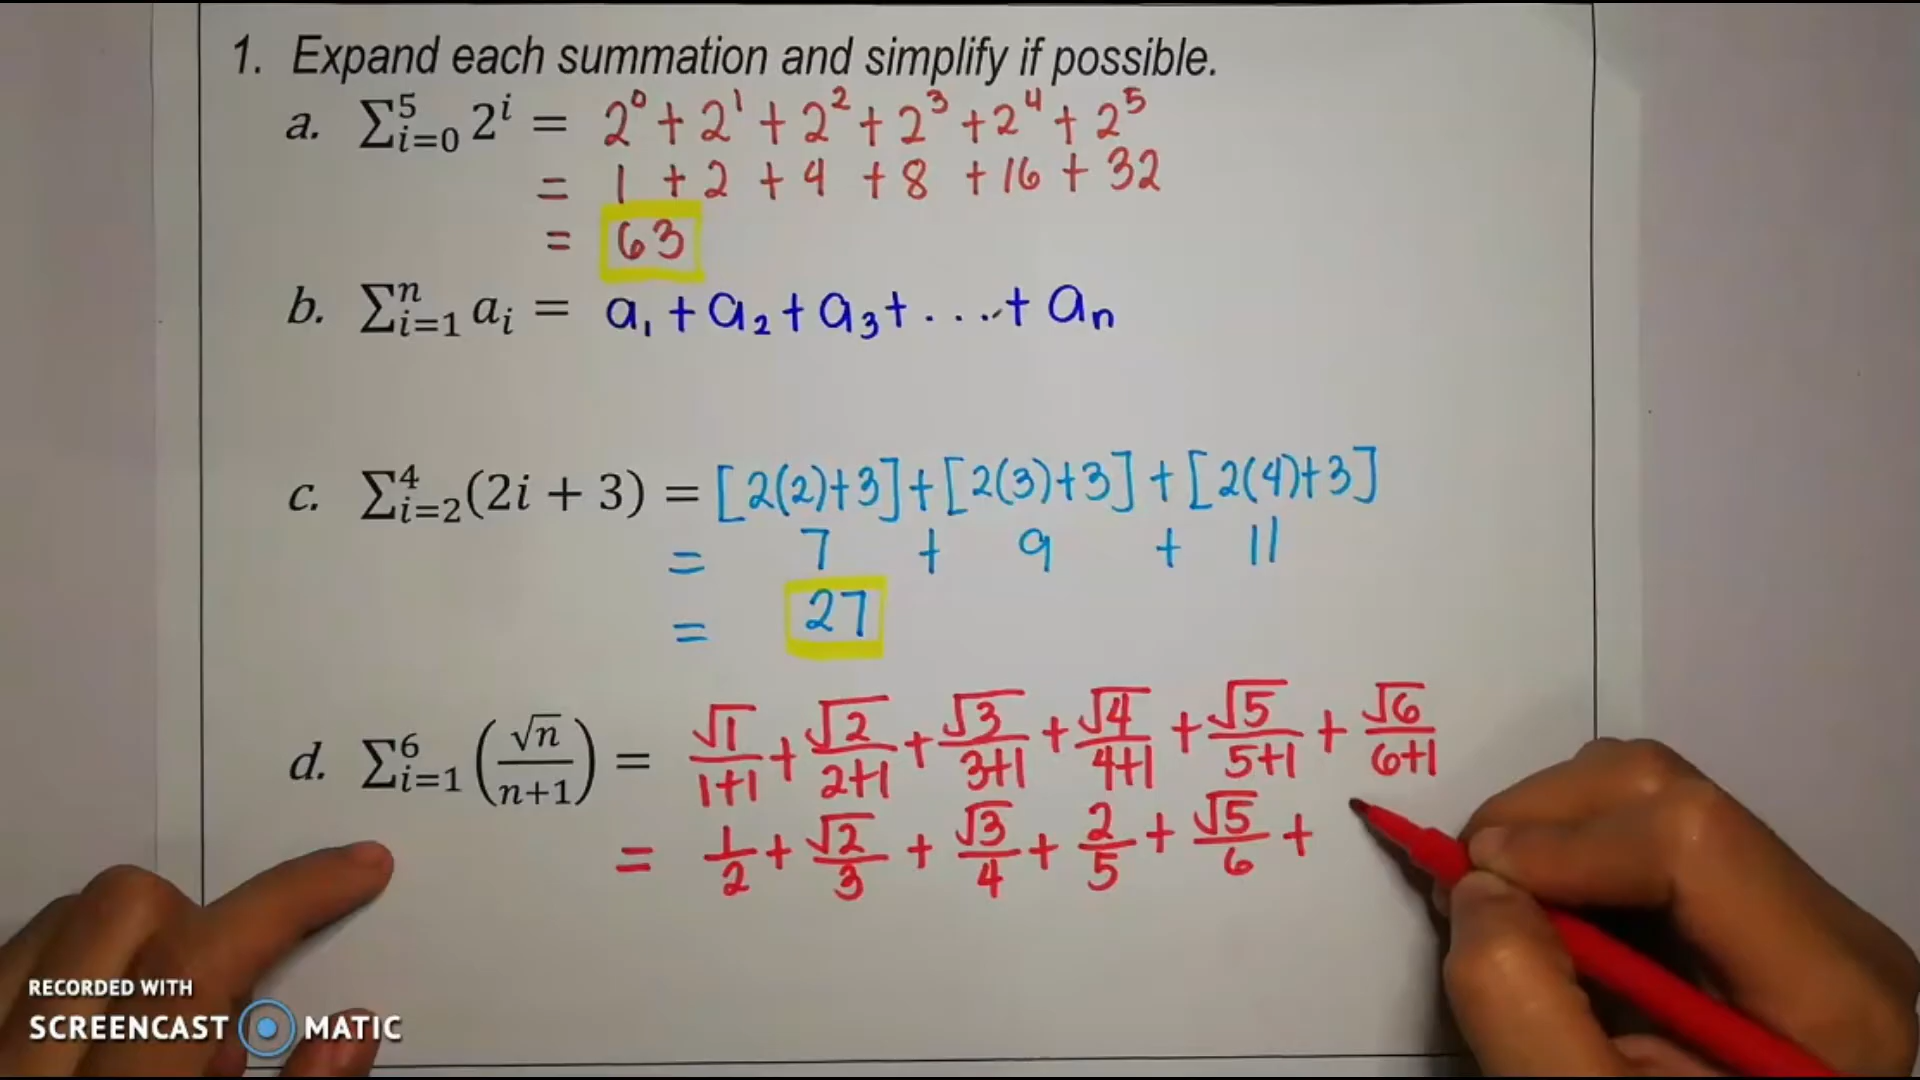 1. Expand each summation and simplify if possible.
a. ∑⁵ᵢ₌₀ 2ⁱ = 2⁰ + 2¹ + 2² + 2³ + 2⁴ + 2⁵
= 1 + 2 + 4 + 8 + 16 + 32
= 63
b. ∑ⁿᵢ₌₁ aᵢ = a₁ + a₂ + a₃ + .... + aₙ
c. ∑⁴ᵢ₌₂(2i + 3) = [2(2)+3] + [2(3)+3] + [2(4)+3]
= 7 + 9 + 11
= 27
d. ∑⁶ᵢ₌₁ (√n/n+1) = √1/1+1 + √2/2+1 + √3/3+1 + √4/4+1 + √5/5+1 + √6/6+1
= 1/2 + √2/3 + √3/4 + 2/5 + √5/6 +
RECORDED WITH
SCREENCAST MATIC